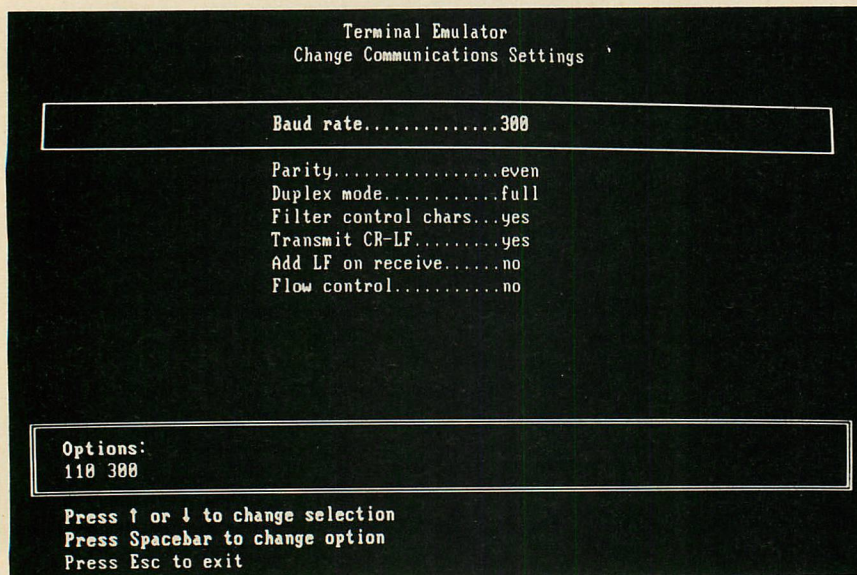 Terminal Emulator
Change Communications Settings
Baud rate..............300
Parity.................even
Duplex mode............full
Filter control chars...yes
Transmit CR-LF.........yes
Add LF on receive......no
Flow control...........no
Options:
110 300
Press ↑ or ↓ to change selection
Press Spacebar to change option
Press Esc to exit